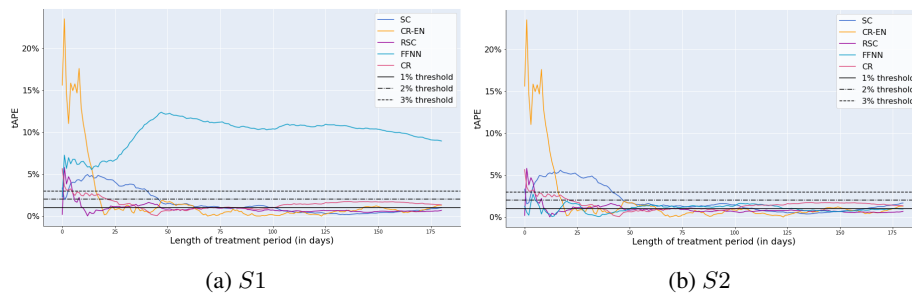 SC
CR-EN
RSC
FFNN
CR
1% threshold
2% threshold
3% threshold
20%
15%
10%
5%
0%
tAPE
0 25 50 75 100 125 150 175
Length of treatment period (in days)
(a) S1
SC
CR-EN
RSC
FFNN
CR
1% threshold
2% threshold
3% threshold
20%
15%
10%
5%
0%
tAPE
0 25 50 75 100 125 150 175
Length of treatment period (in days)
(b) S2